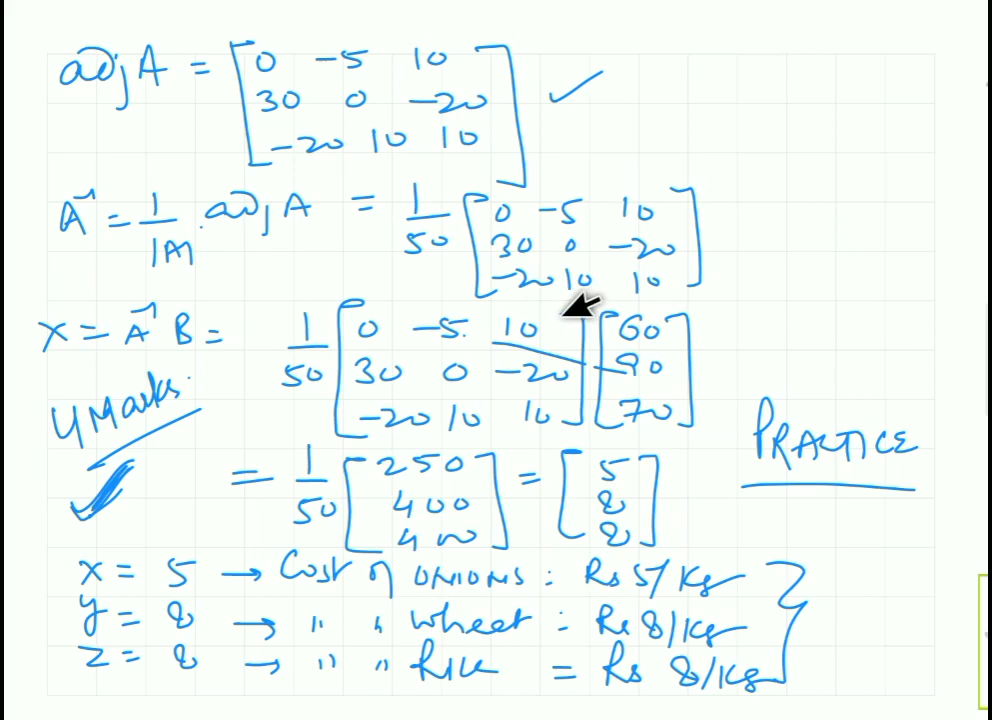 adj A = [ 0 -5 10
30 0 -20
-20 10 10 ] ✓
A⁻¹ = 1/|A| . adj A = 1/50 [ 0 -5 10
30 0 -20
-20 10 10 ]
X = A⁻¹ B = 1/50 [ 0 -5 10
30 0 -20
-20 10 10 ] [ 60
90
70 ]
4 Marks.
PRACTICE
= 1/50 [ 250
400
400 ] = [ 5
8
8 ]
x = 5 → Cost of onions : Rs 5/Kg
y = 8 → " " wheat : Rs 8/Kg
z = 8 → " " Rice = Rs 8/Kg